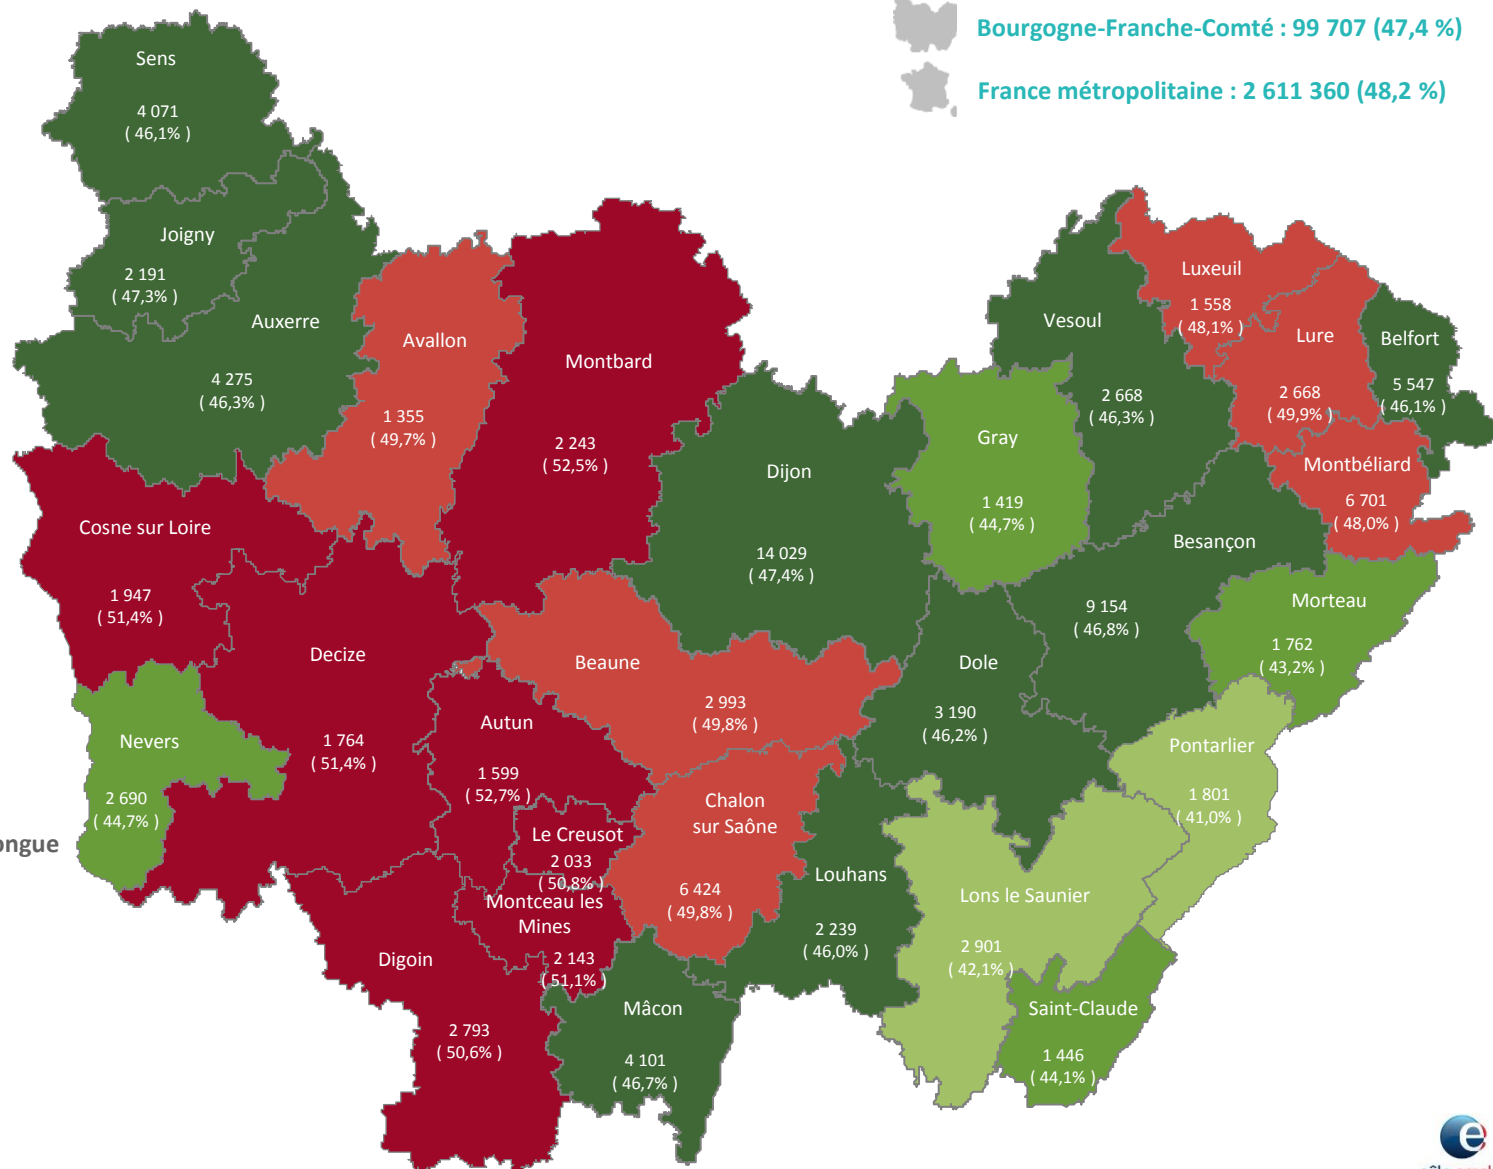 Bourgogne-Franche-Comté : 99 707 (47,4 %)
France métropolitaine : 2 611 360 (48,2 %)
Sens
4 071
( 46,1% )
Joigny
2 191
( 47,3% )
Auxerre
4 275
( 46,3% )
Avallon
1 355
( 49,7% )
Montbard
2 243
( 52,5% )
Dijon
14 029
( 47,4% )
Gray
1 419
( 44,7% )
Vesoul
2 668
( 46,3% )
Luxeuil
1 558
( 48,1% )
Lure
2 668
( 49,9% )
Belfort
5 547
( 46,1% )
Montbéliard
6 701
( 48,0% )
Besançon
9 154
( 46,8% )
Morteau
1 762
( 43,2% )
Cosne sur Loire
1 947
( 51,4% )
Decize
1 764
( 51,4% )
Nevers
2 690
( 44,7% )
ongue
Beaune
2 993
( 49,8% )
Dole
3 190
( 46,2% )
Pontarlier
1 801
( 41,0% )
Autun
1 599
( 52,7% )
Le Creusot
2 033
( 50,8% )
Chalon
sur Saône
6 424
( 49,8% )
Louhans
2 239
( 46,0% )
Lons le Saunier
2 901
( 42,1% )
Montceau les
Mines
2 143
( 51,1% )
Digoin
2 793
( 50,6% )
Mâcon
4 101
( 46,7% )
Saint-Claude
1 446
( 44,1% )
e